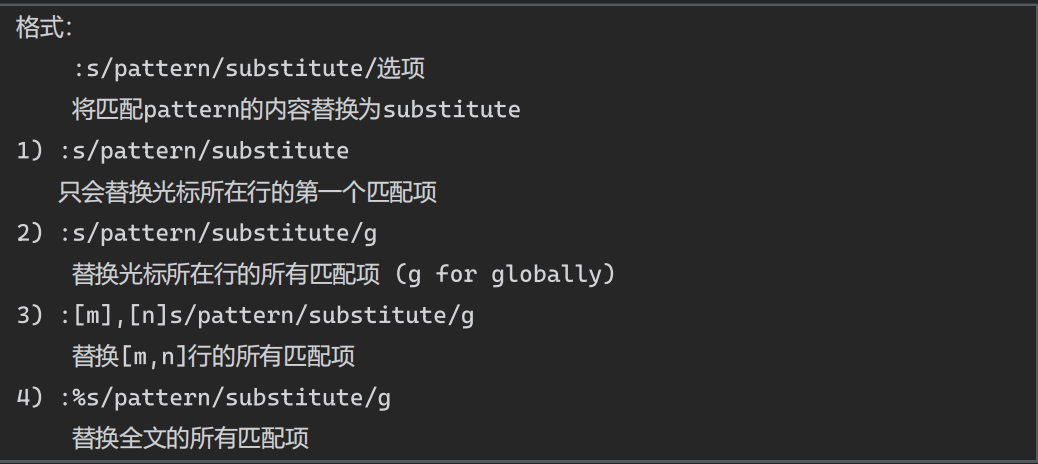 格式：
:s/pattern/substitute/选项
将匹配pattern的内容替换为substitute
1) :s/pattern/substitute
只会替换光标所在行的第一个匹配项
2) :s/pattern/substitute/g
替换光标所在行的所有匹配项 (g for globally)
3) :[m],[n]s/pattern/substitute/g
替换[m,n]行的所有匹配项
4) :%s/pattern/substitute/g
替换全文的所有匹配项